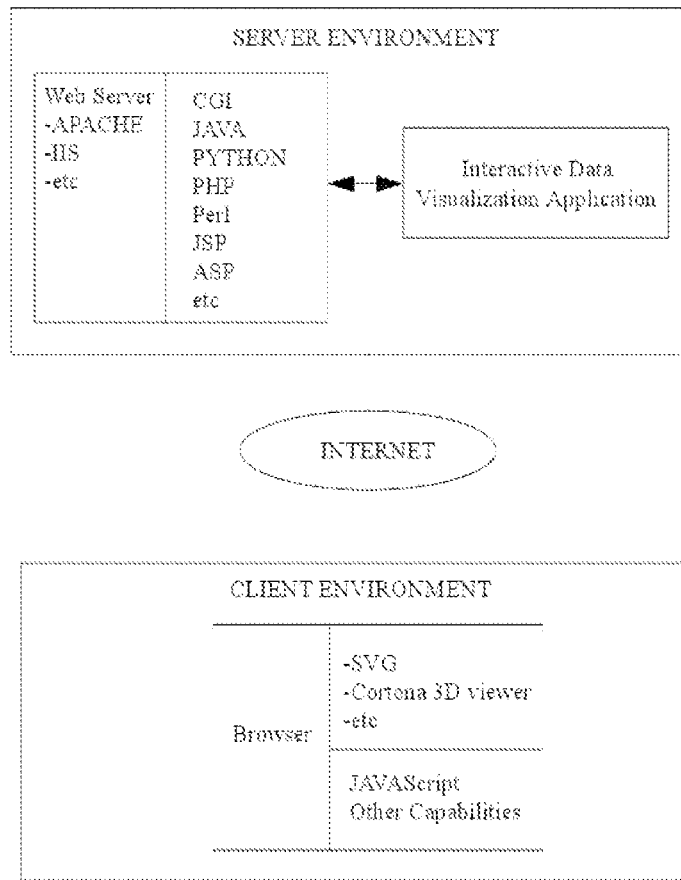 SERVER ENVIRONMENT
Web Server
-APACHE
-IIS
-etc
CGI
JAVA
PYTHON
PHP
Perl
JSP
ASP
etc
Interactive Data
Visualization Application
INTERNET
CLIENT ENVIRONMENT
Browser
-SVG
-Cortona 3D viewer
-etc
JAVAScript
Other Capabilities